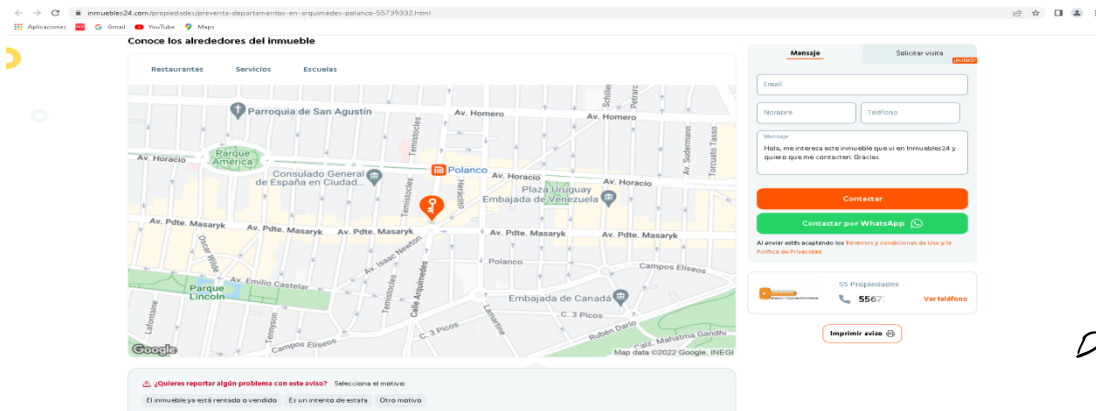 inmuebles24.com/propiedades/preventa-departamentos-en-arquimedes-polanco-55739332.html
Aplicaciones
G Gmail
YouTube
Maps
Conoce los alrededores del inmueble
Restaurantes Servicios Escuelas
Parroquia de San Agustín
Av. Homero
Av. Homero
Schiller
Petrarc
Temistocles
Av. Sudermann
Torcuato Tasso
Av. Horacio
Parque América
Consulado General
de España en Ciudad...
Polanco
Av. Horacio
Av. Horacio
Heráclito
Temistocles
Plaza Uruguay
Embajada de Venezuela
Av. Pdte. Masaryk
Av. Pdte. Masaryk
Av. Pdte. Masaryk
Av. Pdte. Masaryk
Av. Pdte. Masaryk
Oscar Wilde
Av. Isaac Newton
Polanco
Campos Elíseos
Av. Emilio Castelar
Parque
Lincoln
Temistocles
Calle Arquímedes
Embajada de Canadá
Lafontaine
Tennyson
Lamartine
C. 3 Picos
C. 3 Picos
Rubén Darío
Calz. Mahatma Gandhi
Campos Elíseos
Google
Map data ©2022 Google, INEGI
¿Quieres reportar algún problema con este aviso? Selecciona el motivo:
El inmueble ya está rentado o vendido Es un intento de estafa Otro motivo
Mensaje
Solicitar visita
¡NUEVO!
Email
Nombre
Teléfono
Mensaje
Hola, me interesa este inmueble que vi en Inmuebles24 y
quiero que me contacten. Gracias.
Contactar
Contactar por WhatsApp
Al enviar estás aceptando los Términos y condiciones de Uso y la
Política de Privacidad
55 Propiedades
5567
Ver teléfono
Imprimir aviso